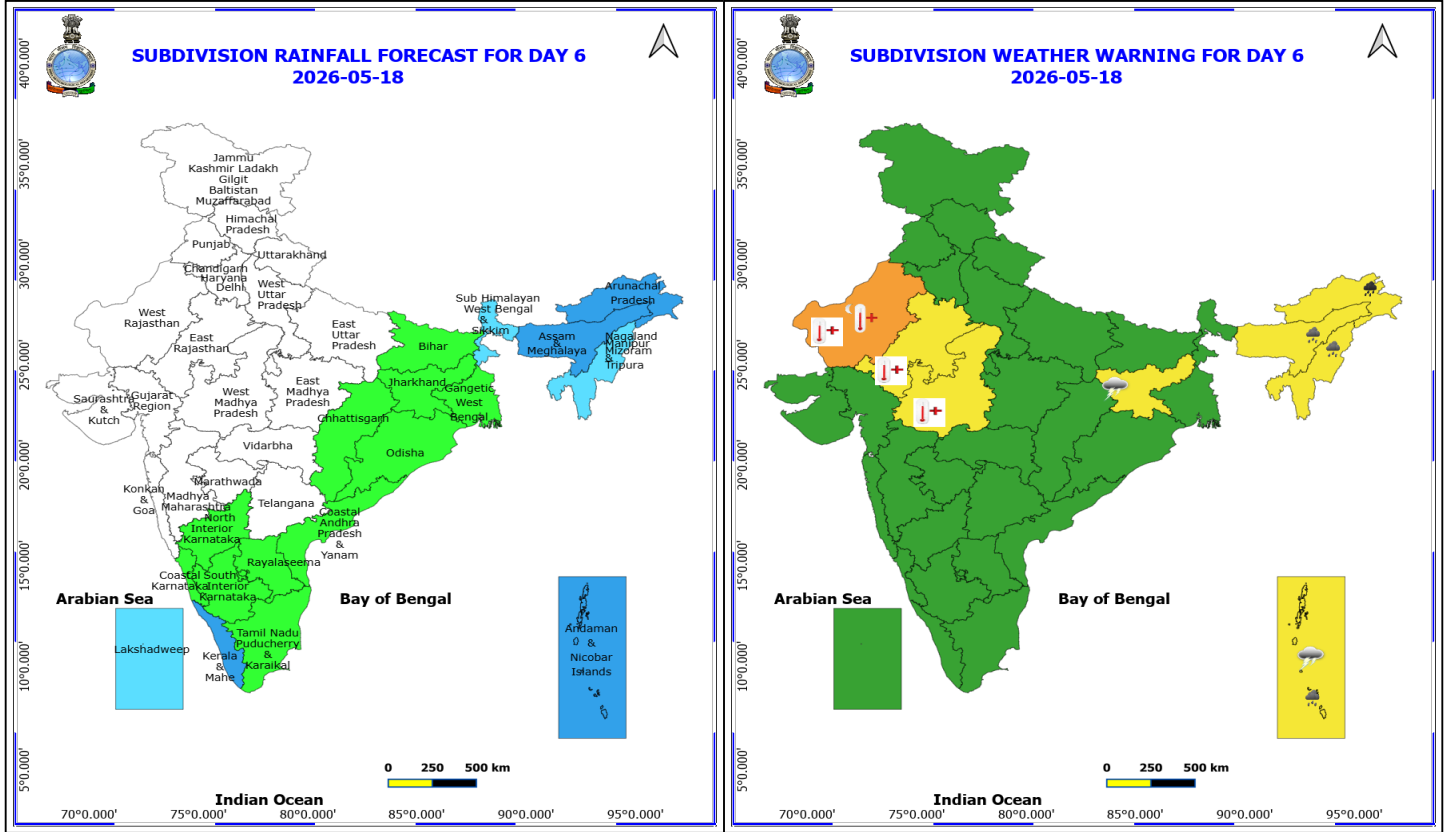 SUBDIVISION RAINFALL FORECAST FOR DAY 6
2026-05-18
40°0.000'
35°0.000'
30°0.000'
25°0.000'
20°0.000'
15°0.000'
10°0.000'
5°0.000'
Jammu
Kashmir Ladakh
Gilgit
Baltistan
Muzaffarabad
Himachal
Pradesh
Punjab
Uttarakhand
Chandigarh
Haryana
Delhi
West
Uttar
Pradesh
West
Rajasthan
East
Rajasthan
East
Uttar
Pradesh
Sub Himalayan
West Bengal
&
Sikkim
Arunachal
Pradesh
Assam
&
Meghalaya
Nagaland
Manipur
Mizoram
&
Tripura
Bihar
Jharkhand
Gangetic
West
Bengal
Saurashtra
&
Kutch
Gujarat
Region
West
Madhya
Pradesh
East
Madhya
Pradesh
Chhattisgarh
Odisha
Vidarbha
Konkan
&
Goa
Madhya
Maharashtra
Marathwada
Telangana
North
Interior
Karnataka
Coastal
Andhra
Pradesh
&
Yanam
Rayalaseema
Coastal
Karnataka
South
Interior
Karnataka
Arabian Sea
Bay of Bengal
Lakshadweep
Kerala
&
Mahe
Tamil Nadu
Puducherry
&
Karaikal
Andaman
&
Nicobar
Islands
0 250 500 km
Indian Ocean
70°0.000' 75°0.000' 80°0.000' 85°0.000' 90°0.000' 95°0.000'
SUBDIVISION WEATHER WARNING FOR DAY 6
2026-05-18
40°0.000'
35°0.000'
30°0.000'
25°0.000'
20°0.000'
15°0.000'
10°0.000'
5°0.000'
Arabian Sea
Bay of Bengal
0 250 500 km
Indian Ocean
70°0.000' 75°0.000' 80°0.000' 85°0.000' 90°0.000' 95°0.000'